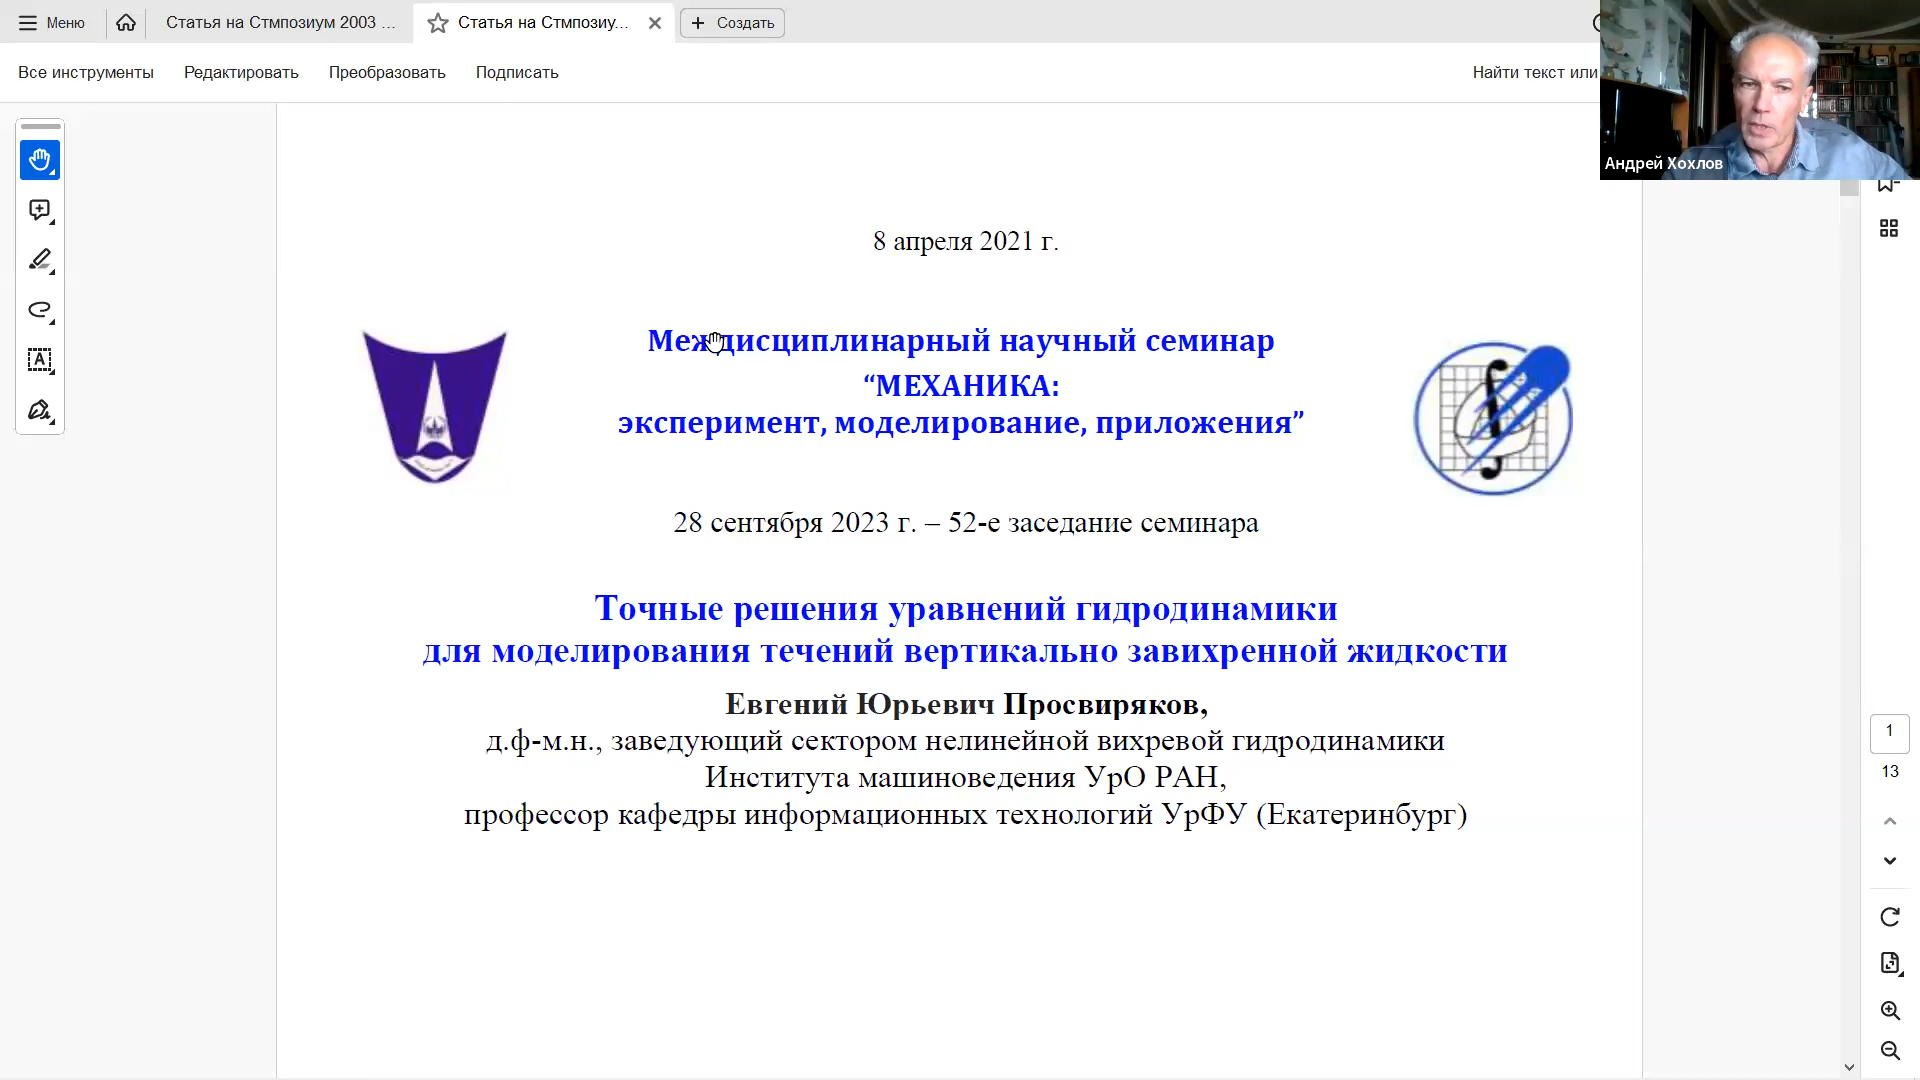 Меню
Статья на Стмпозиум 2003 ...
Статья на Стмпозиу...
Создать
Все инструменты
Редактировать
Преобразовать
Подписать
Найти текст или
Андрей Хохлов
8 апреля 2021 г.
Междисциплинарный научный семинар
“МЕХАНИКА:
эксперимент, моделирование, приложения”
28 сентября 2023 г. – 52-е заседание семинара
Точные решения уравнений гидродинамики
для моделирования течений вертикально завихренной жидкости
Евгений Юрьевич Просвиряков,
д.ф-м.н., заведующий сектором нелинейной вихревой гидродинамики
Института машиноведения УрО РАН,
профессор кафедры информационных технологий УрФУ (Екатеринбург)
1
13